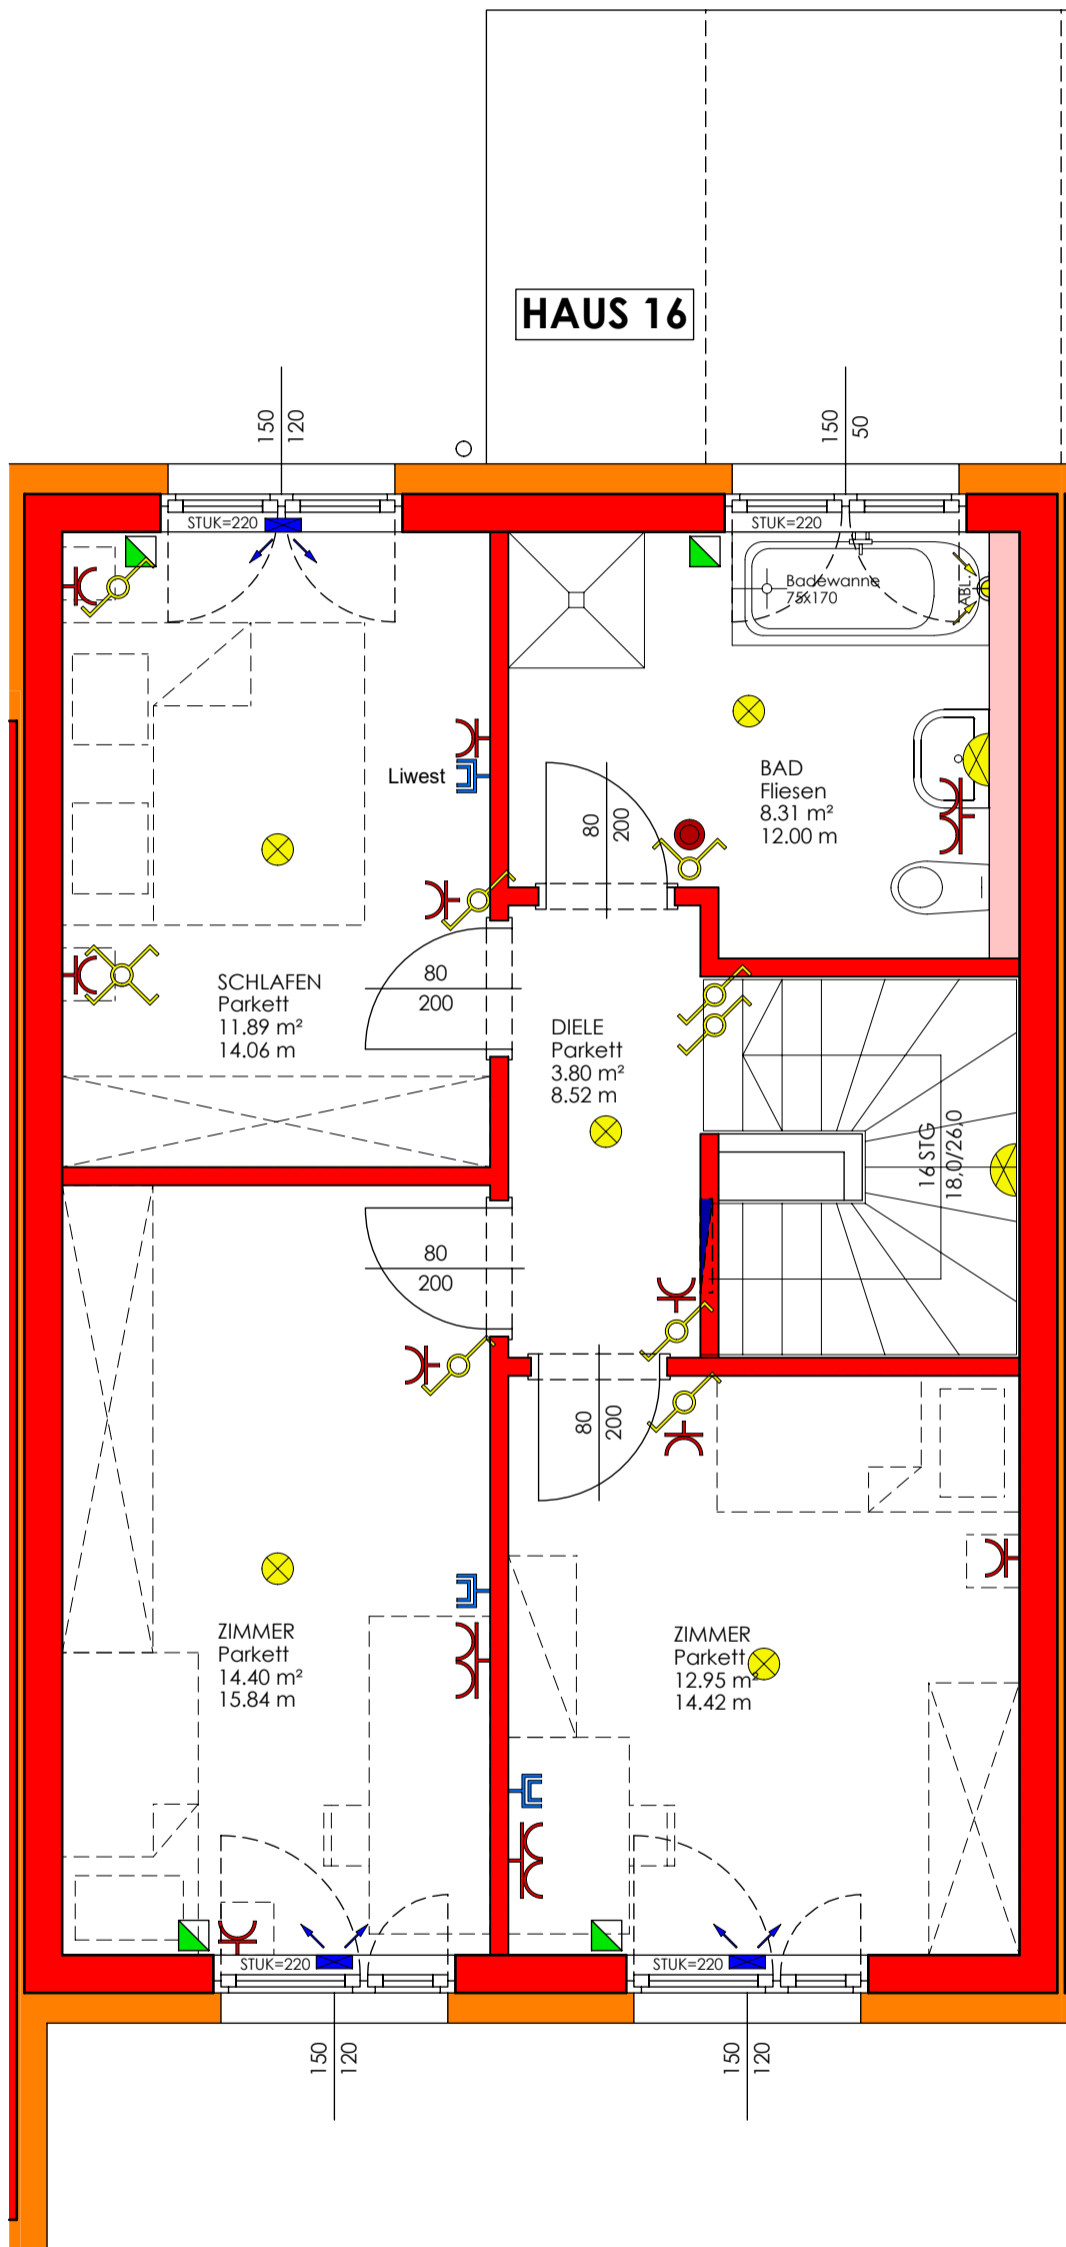 HAUS 16
150
120
150
50
STUK=220
STUK=220
Badewanne
75x170
ABL.
Liwest
BAD
Fliesen
8.31 m²
12.00 m
80
200
SCHLAFEN
Parkett
11.89 m²
14.06 m
80
200
DIELE
Parkett
3.80 m²
8.52 m
16 STG
18,0/26,0
80
200
80
200
ZIMMER
Parkett
14.40 m²
15.84 m
ZIMMER
Parkett
12.95 m²
14.42 m
STUK=220
STUK=220
150
120
150
120